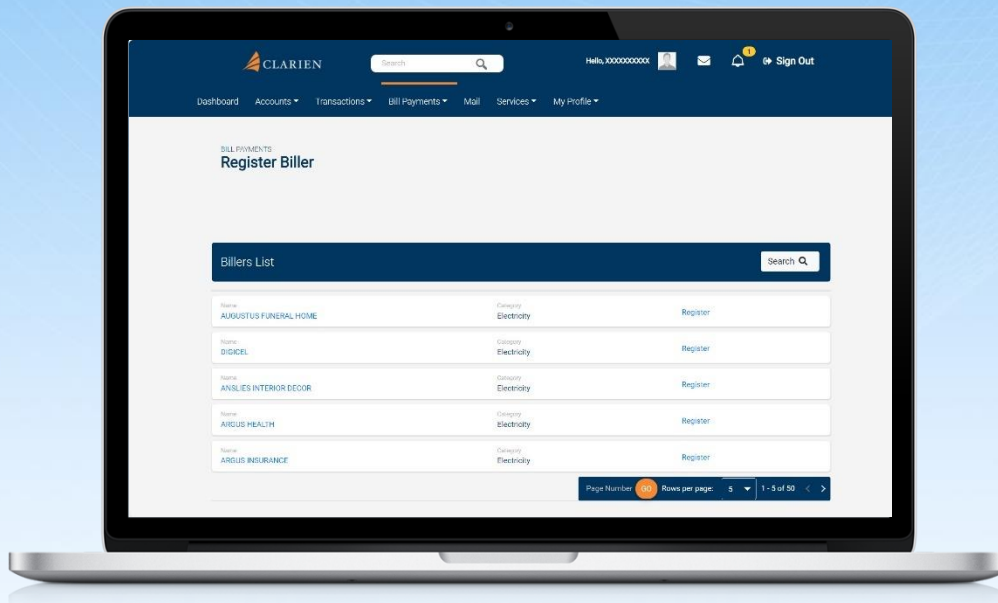 CLARIEN
Search
Hello, XXXXXXXXXX
1
Sign Out
Dashboard Accounts Transactions Bill Payments Mail Services My Profile
BILL PAYMENTS
Register Biller
Billers List
Search
Name Category
AUGUSTUS FUNERAL HOME Electricity Register
Name Category
DIGICEL Electricity Register
Name Category
ANSLIES INTERIOR DECOR Electricity Register
Name Category
ARGUS HEALTH Electricity Register
Name Category
ARGUS INSURANCE Electricity Register
Page Number GO Rows per page: 5 1 - 5 of 50